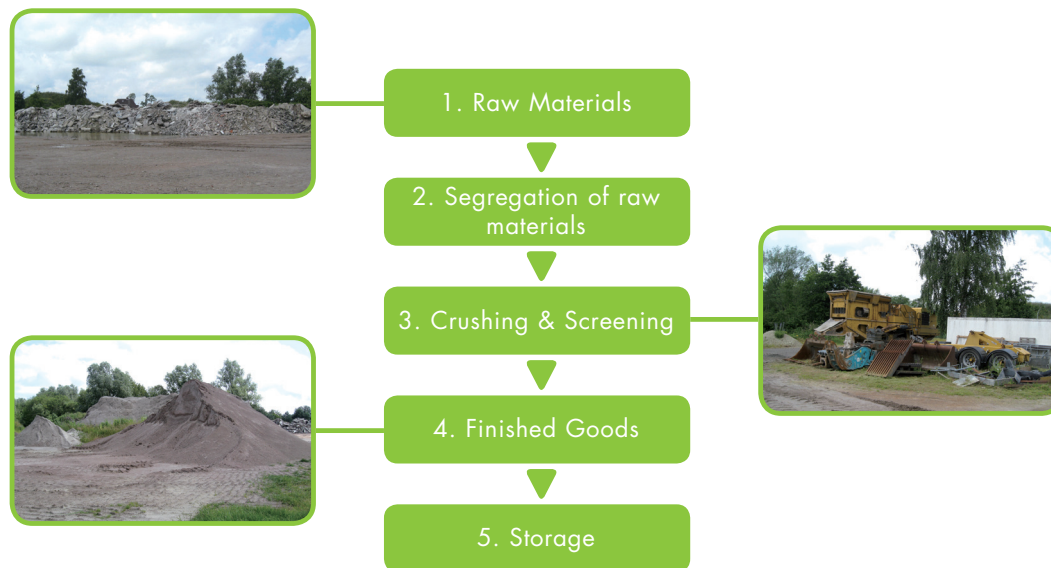 1. Raw Materials
2. Segregation of raw
materials
3. Crushing & Screening
4. Finished Goods
5. Storage